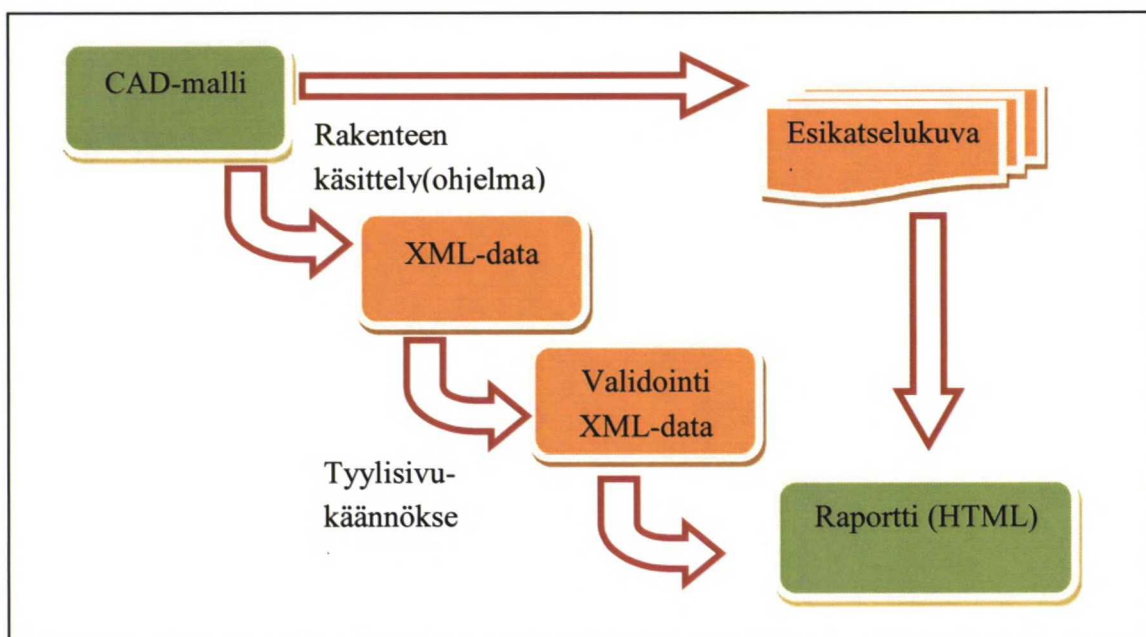 CAD-malli
Esikatselukuva
Rakenteen
käsittely(ohjelma)
XML-data
Validointi
XML-data
Tyylisivu-
käännökse
Raportti (HTML)